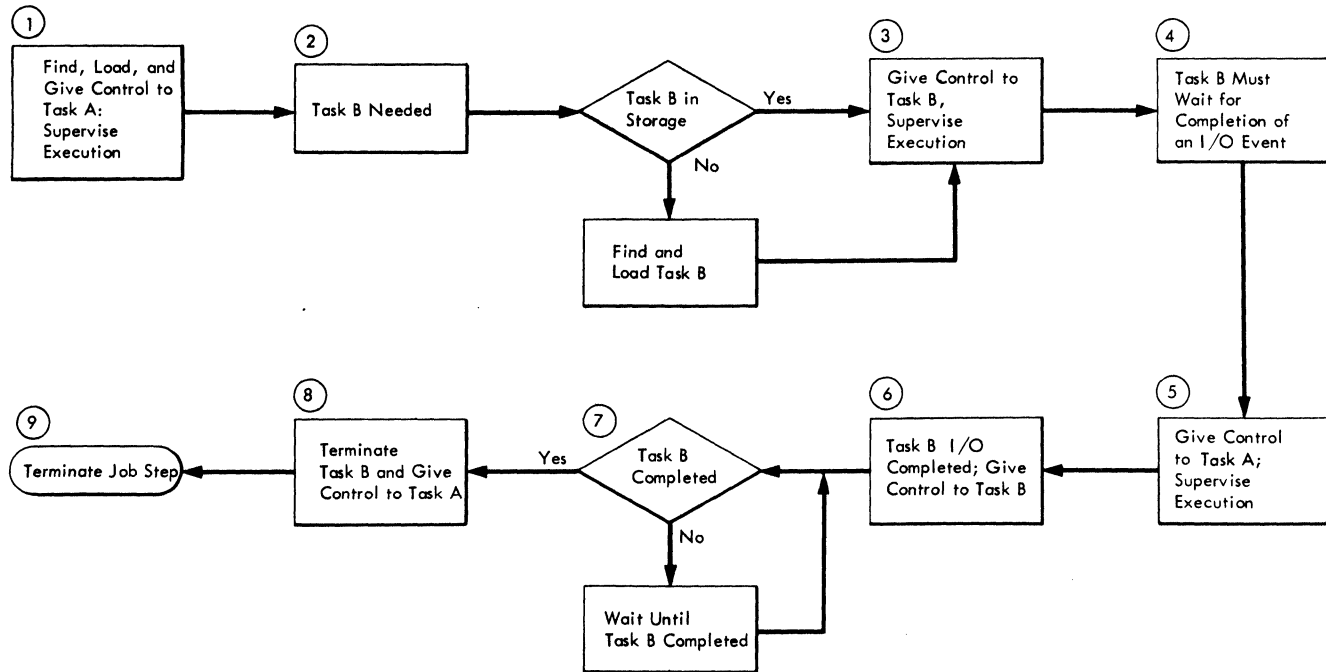 1
Find, Load, and
Give Control to
Task A:
Supervise
Execution
2
Task B Needed
Task B in
Storage
Yes
No
Find and
Load Task B
3
Give Control to
Task B,
Supervise
Execution
4
Task B Must
Wait for
Completion of
an I/O Event
5
Give Control
to Task A;
Supervise
Execution
6
Task B I/O
Completed; Give
Control to Task B
7
Task B
Completed
Yes
No
Wait Until
Task B Completed
8
Terminate
Task B and Give
Control to Task A
9
Terminate Job Step